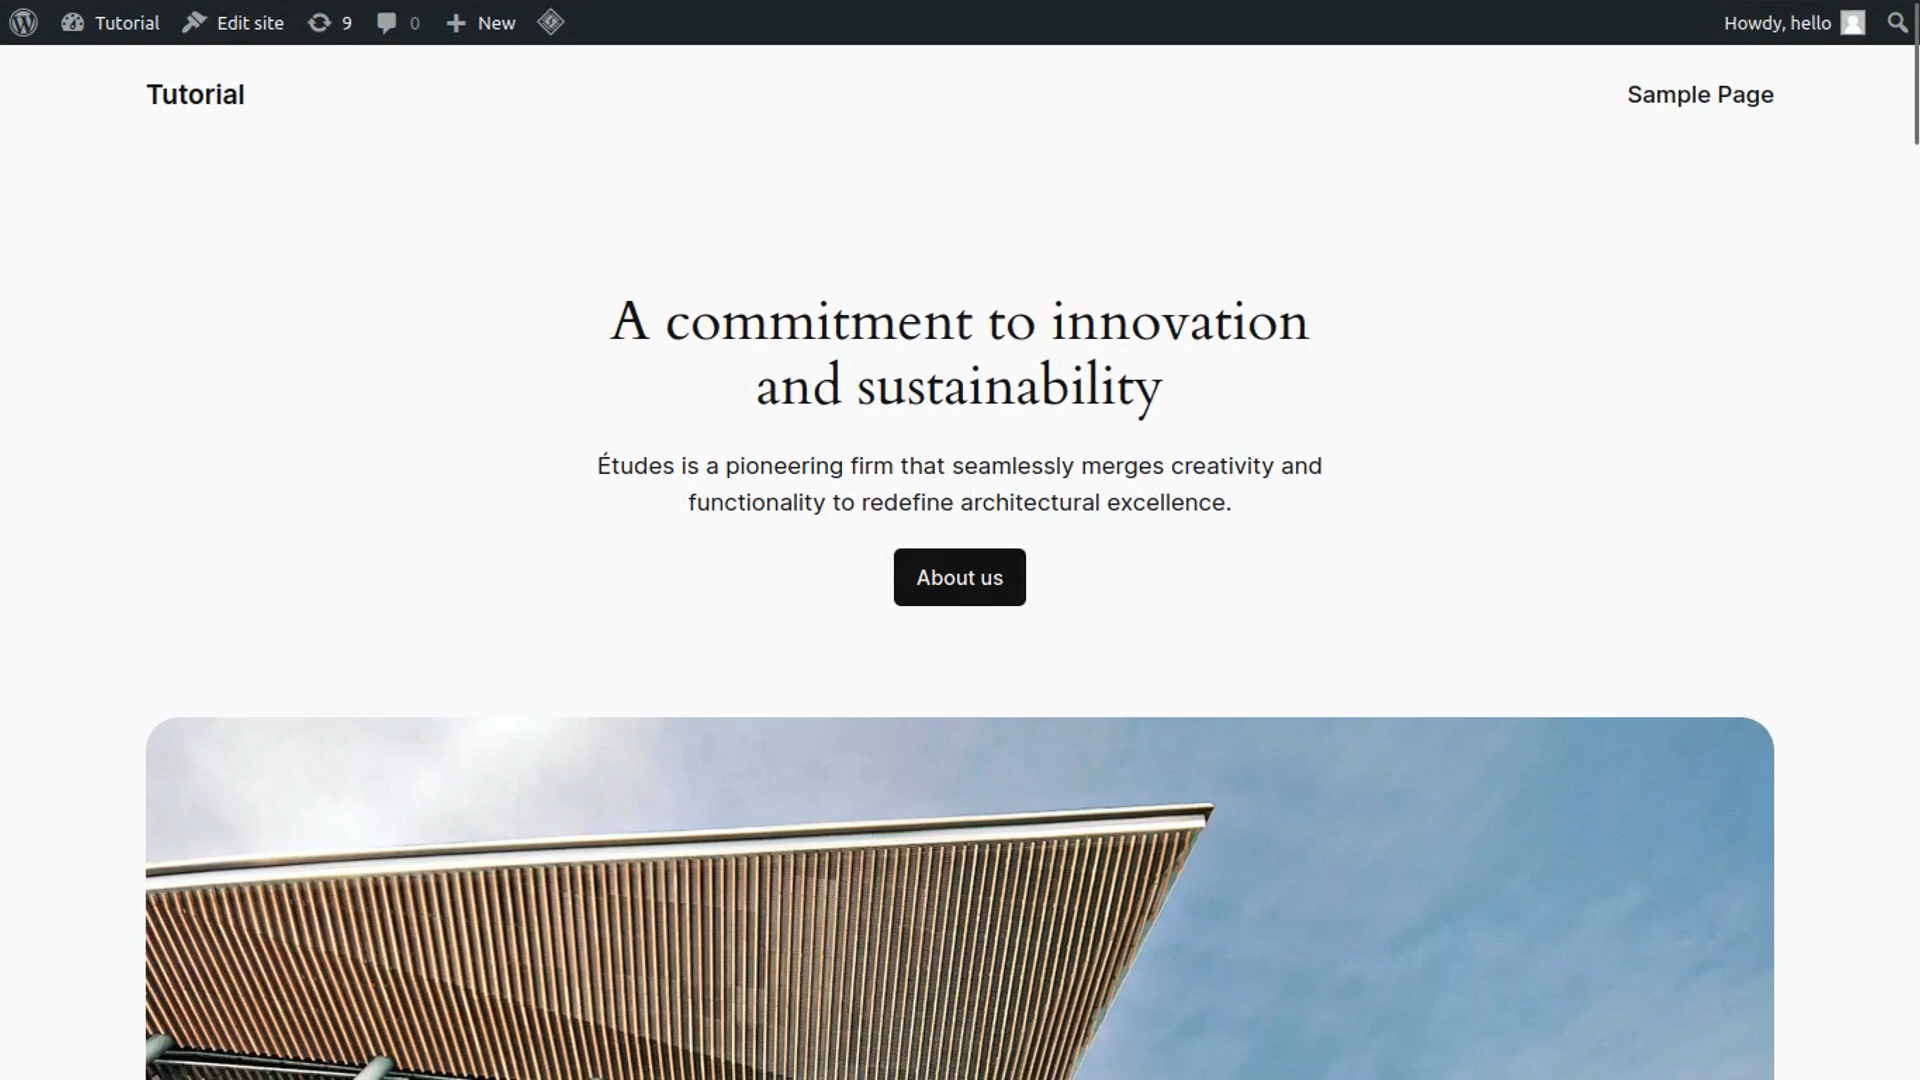 Tutorial Edit site 9 0 New Howdy, hello
Tutorial Sample Page
A commitment to innovation
and sustainability
Études is a pioneering firm that seamlessly merges creativity and
functionality to redefine architectural excellence.
About us